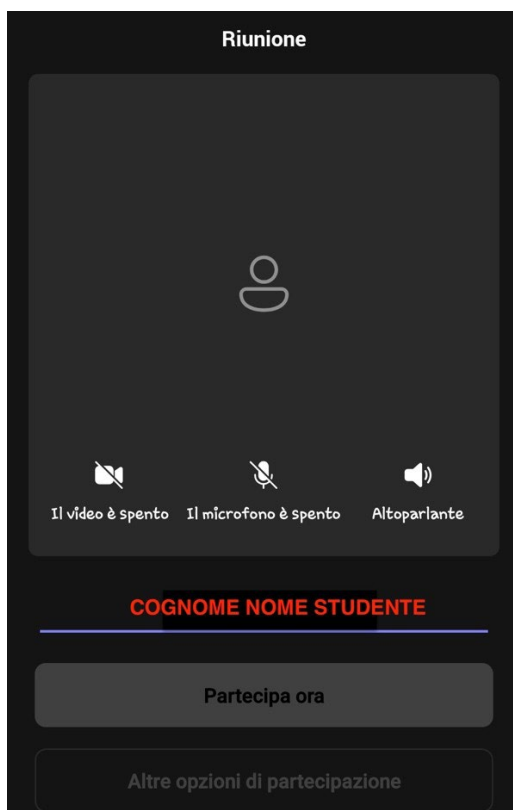 Riunione
Il video è spento Il microfono è spento Altoparlante
COGNOME NOME STUDENTE
Partecipa ora
Altre opzioni di partecipazione